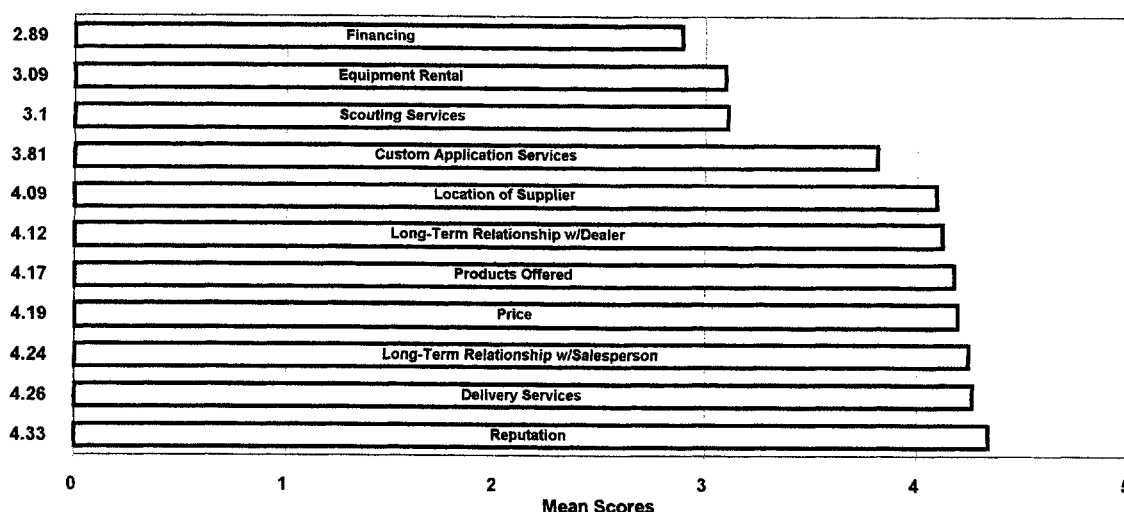 2.89 Financing
3.09 Equipment Rental
3.1 Scouting Services
3.81 Custom Application Services
4.09 Location of Supplier
4.12 Long-Term Relationship w/Dealer
4.17 Products Offered
4.19 Price
4.24 Long-Term Relationship w/Salesperson
4.26 Delivery Services
4.33 Reputation
0 1 2 3 4 5
Mean Scores